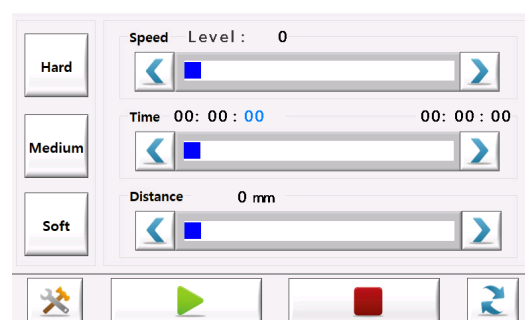 Speed Level: 0
Hard
Time 00: 00 : 00 00: 00 : 00
Medium
Distance 0 mm
Soft